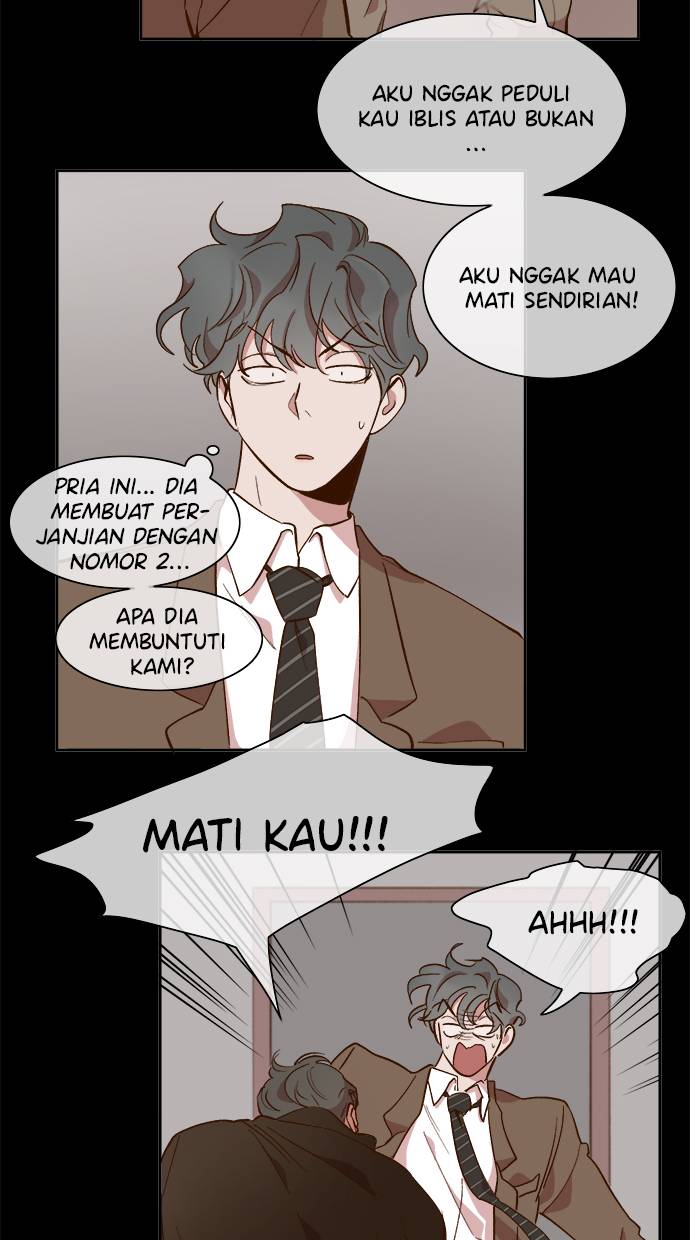 AKU NGGAK PEDULI
KAU IBLIS ATAU BUKAN
...
AKU NGGAK MAU
MATI SENDIRIAN!
PRIA INI... DIA
MEMBUAT PER-
JANJIAN DENGAN
NOMOR 2...
APA DIA
MEMBUNTUTI
KAMI?
MATI KAU!!!
AHHH!!!